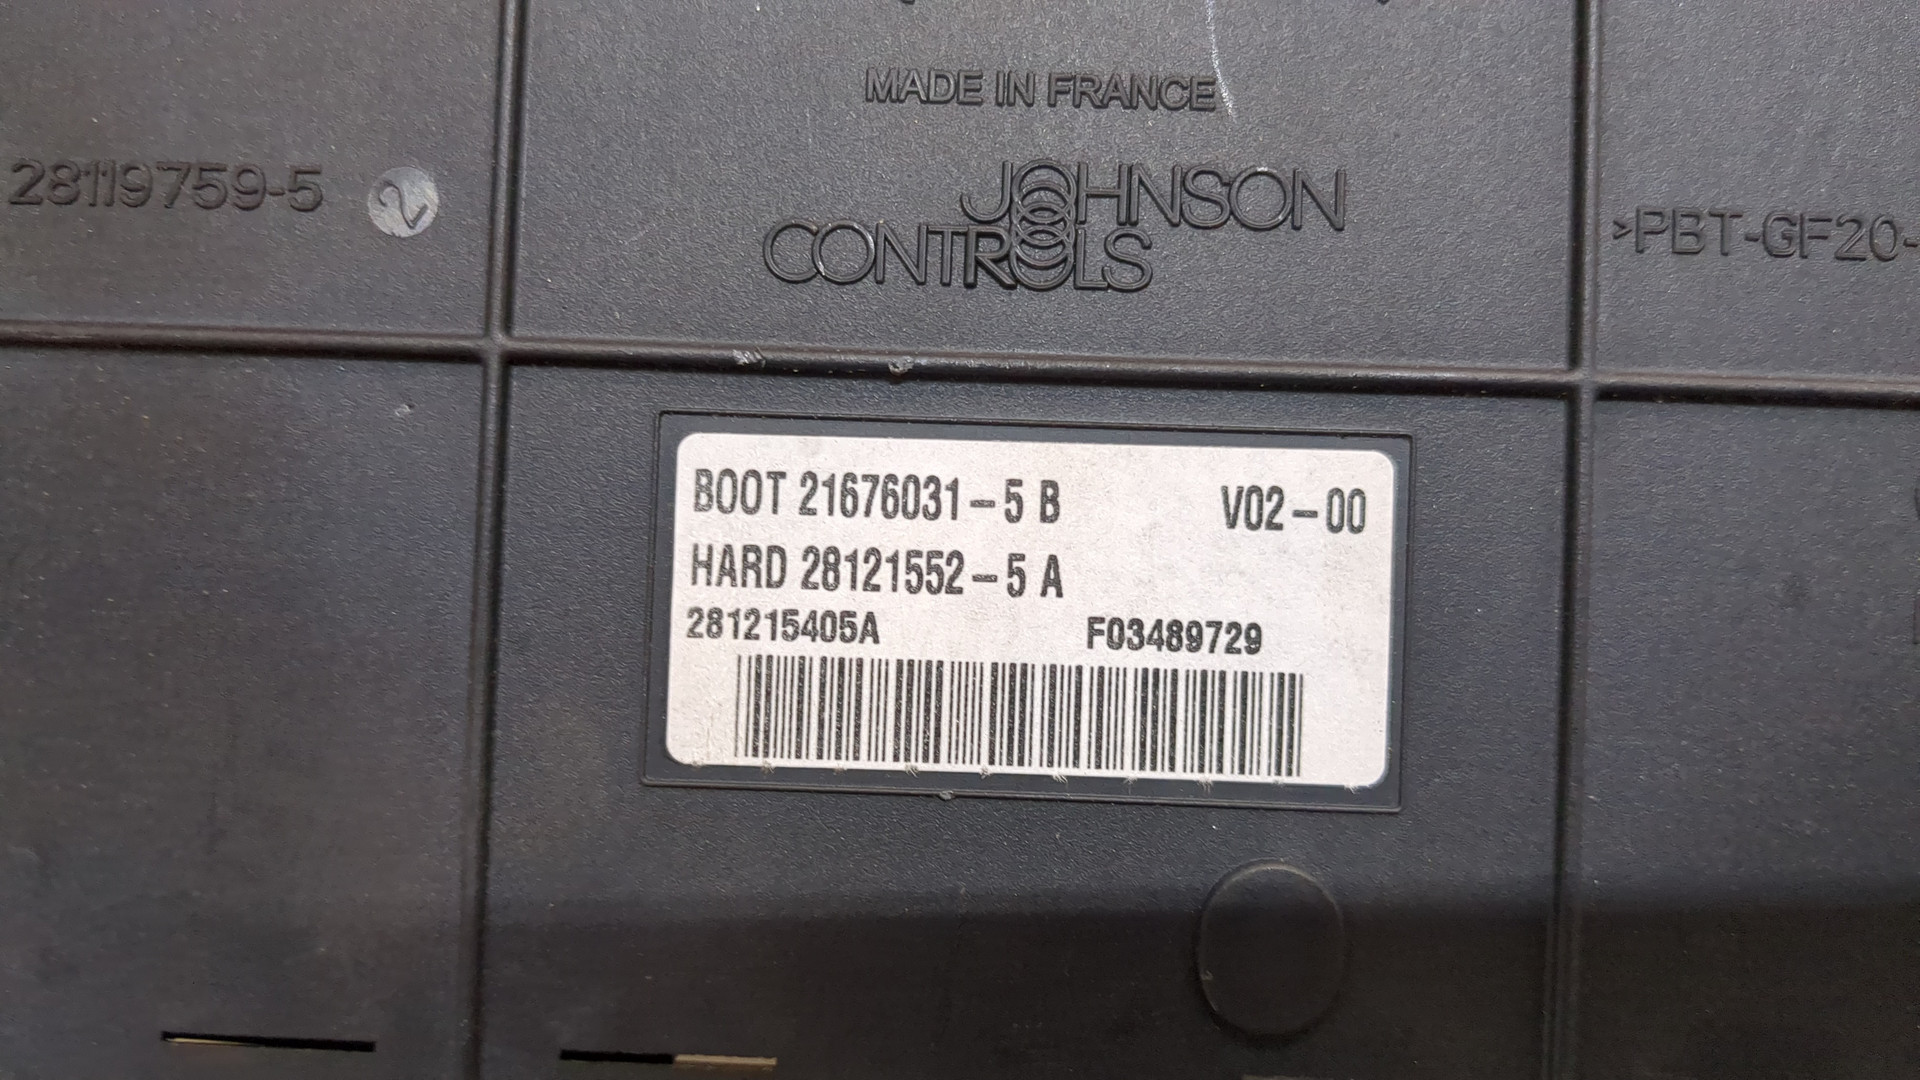 MADE IN FRANCE
28119759-5
2
JOHNSON
CONTROLS
>PBT-GF20-
BOOT 21676031-5 B V02-00
HARD 28121552-5 A
281215405A F03489729